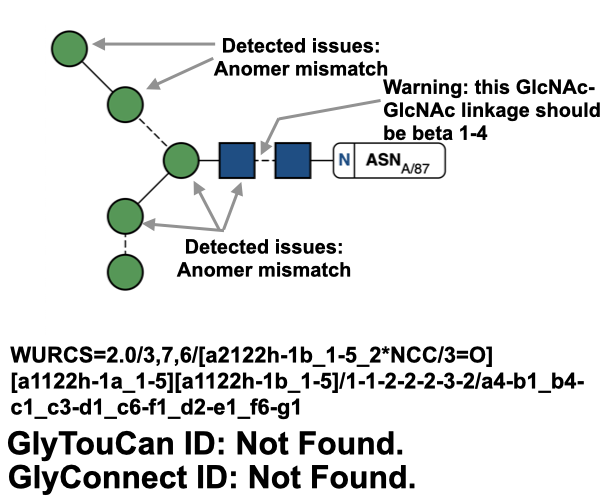 Detected issues:
Anomer mismatch
Warning: this GlcNAc-
GlcNAc linkage should
be beta 1-4
N ASN A/87
Detected issues:
Anomer mismatch
WURCS=2.0/3,7,6/[a2122h-1b_1-5_2*NCC/3=O]
[a1122h-1a_1-5][a1122h-1b_1-5]/1-1-2-2-2-3-2/a4-b1_b4-
c1_c3-d1_c6-f1_d2-e1_f6-g1
GlyTouCan ID: Not Found.
GlyConnect ID: Not Found.